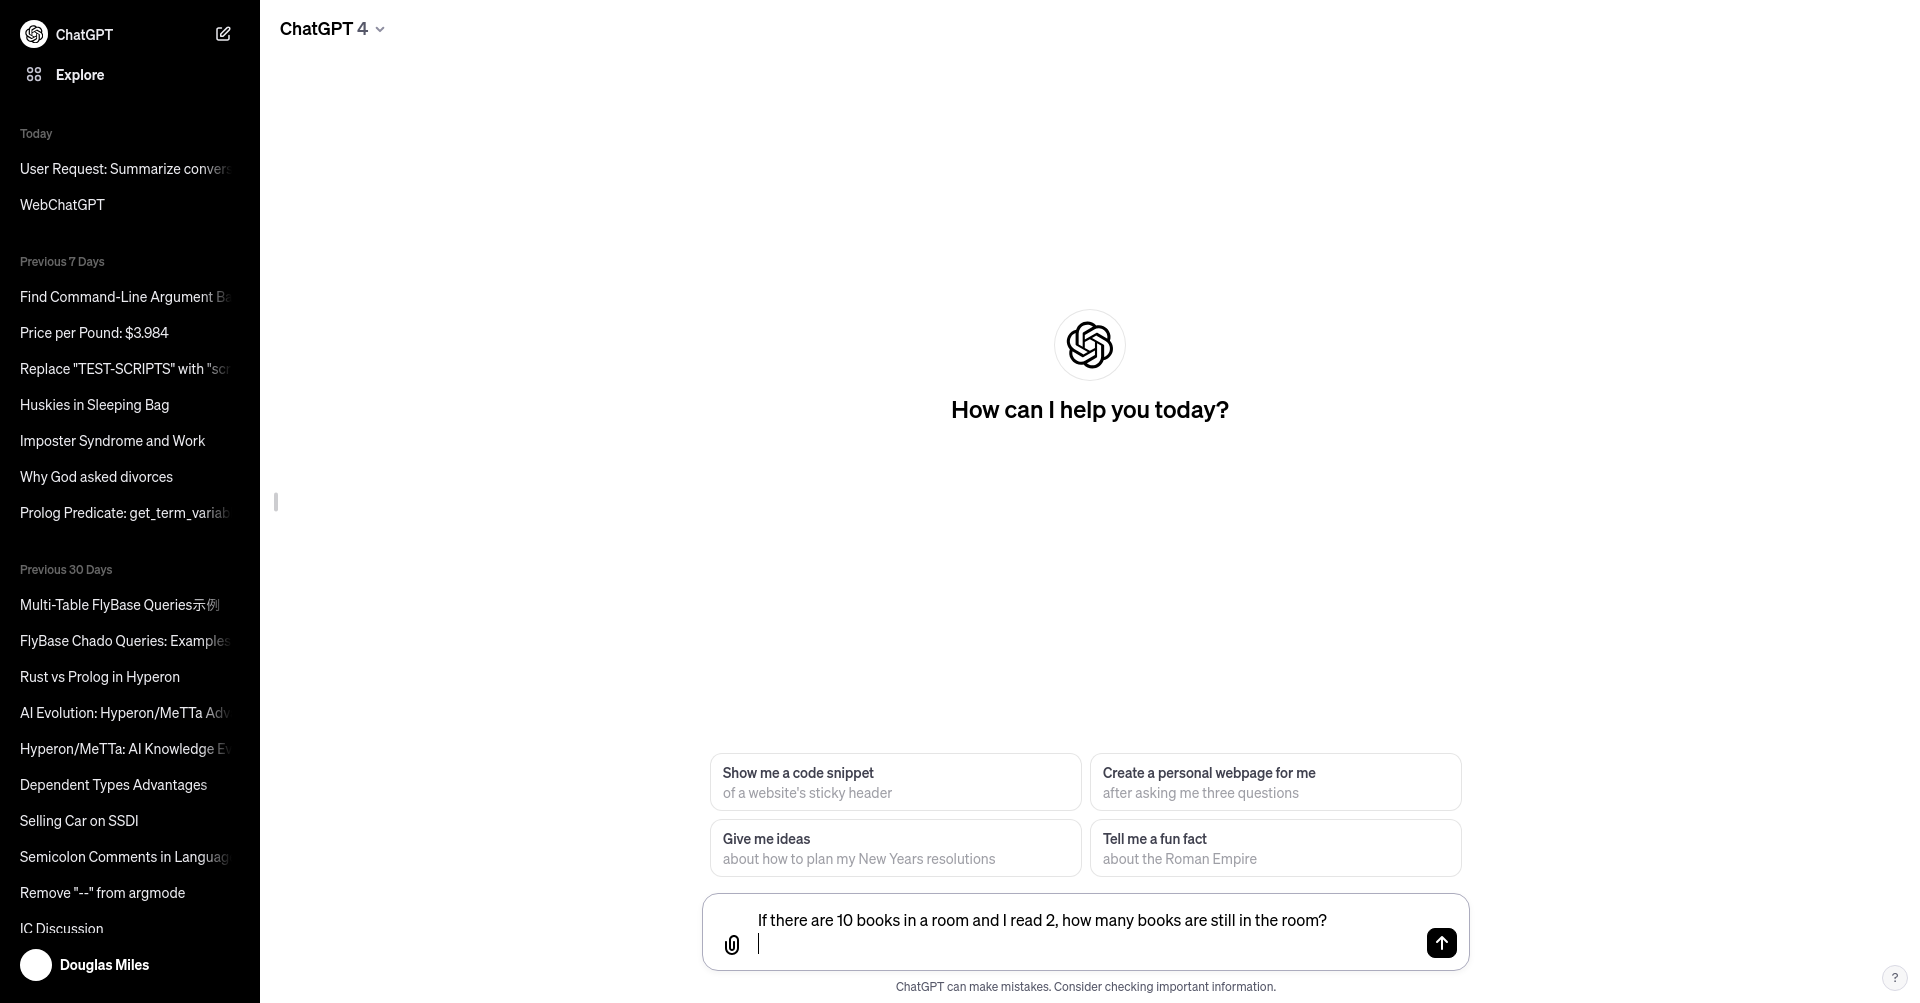 ChatGPT
Explore
Today
User Request: Summarize convers
WebChatGPT
Previous 7 Days
Find Command-Line Argument Ba
Price per Pound: $3.984
Replace "TEST-SCRIPTS" with "scr
Huskies in Sleeping Bag
Imposter Syndrome and Work
Why God asked divorces
Prolog Predicate: get_term_variab
Previous 30 Days
Multi-Table FlyBase Queries示例
FlyBase Chado Queries: Examples
Rust vs Prolog in Hyperon
AI Evolution: Hyperon/MeTTa Adv
Hyperon/MeTTa: AI Knowledge Ev
Dependent Types Advantages
Selling Car on SSDI
Semicolon Comments in Languag
Remove "--" from argmode
IC Discussion
Douglas Miles
ChatGPT 4
How can I help you today?
Show me a code snippet
of a website's sticky header
Create a personal webpage for me
after asking me three questions
Give me ideas
about how to plan my New Years resolutions
Tell me a fun fact
about the Roman Empire
If there are 10 books in a room and I read 2, how many books are still in the room?
ChatGPT can make mistakes. Consider checking important information.
?